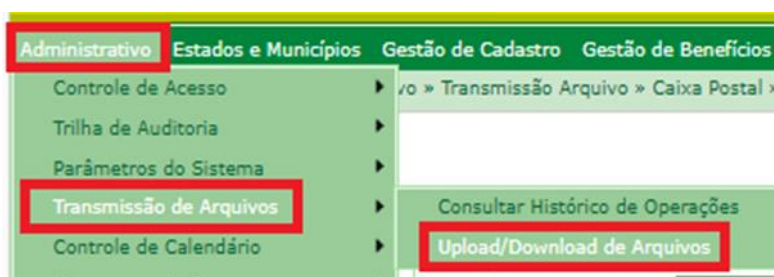 Administrativo Estados e Municípios Gestão de Cadastro Gestão de Benefícios
Controle de Acesso
vo » Transmissão Arquivo » Caixa Postal »
Trilha de Auditoria
Parâmetros do Sistema
Transmissão de Arquivos
Consultar Histórico de Operações
Controle de Calendário
Upload/Download de Arquivos